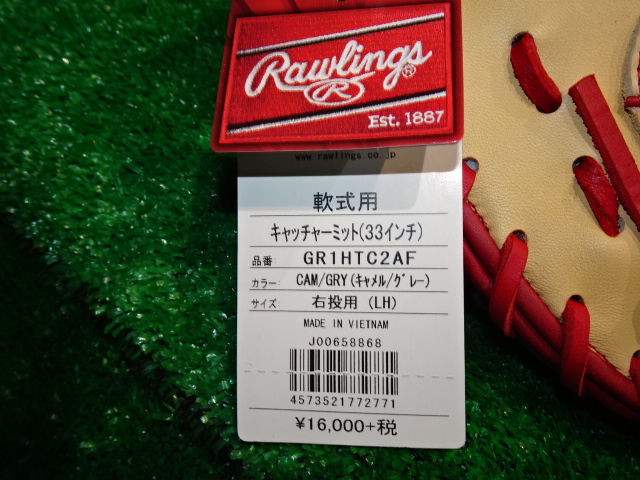 Rawlings
R
Est. 1887
www.rawlings.co.jp
軟式用
キャッチャーミット(33インチ)
品番: GR1HTC2AF
カラー: CAM/GRY(キャメル/グレー)
サイズ: 右投用 (LH)
MADE IN VIETNAM
J00658868
4573521772771
¥16,000+税